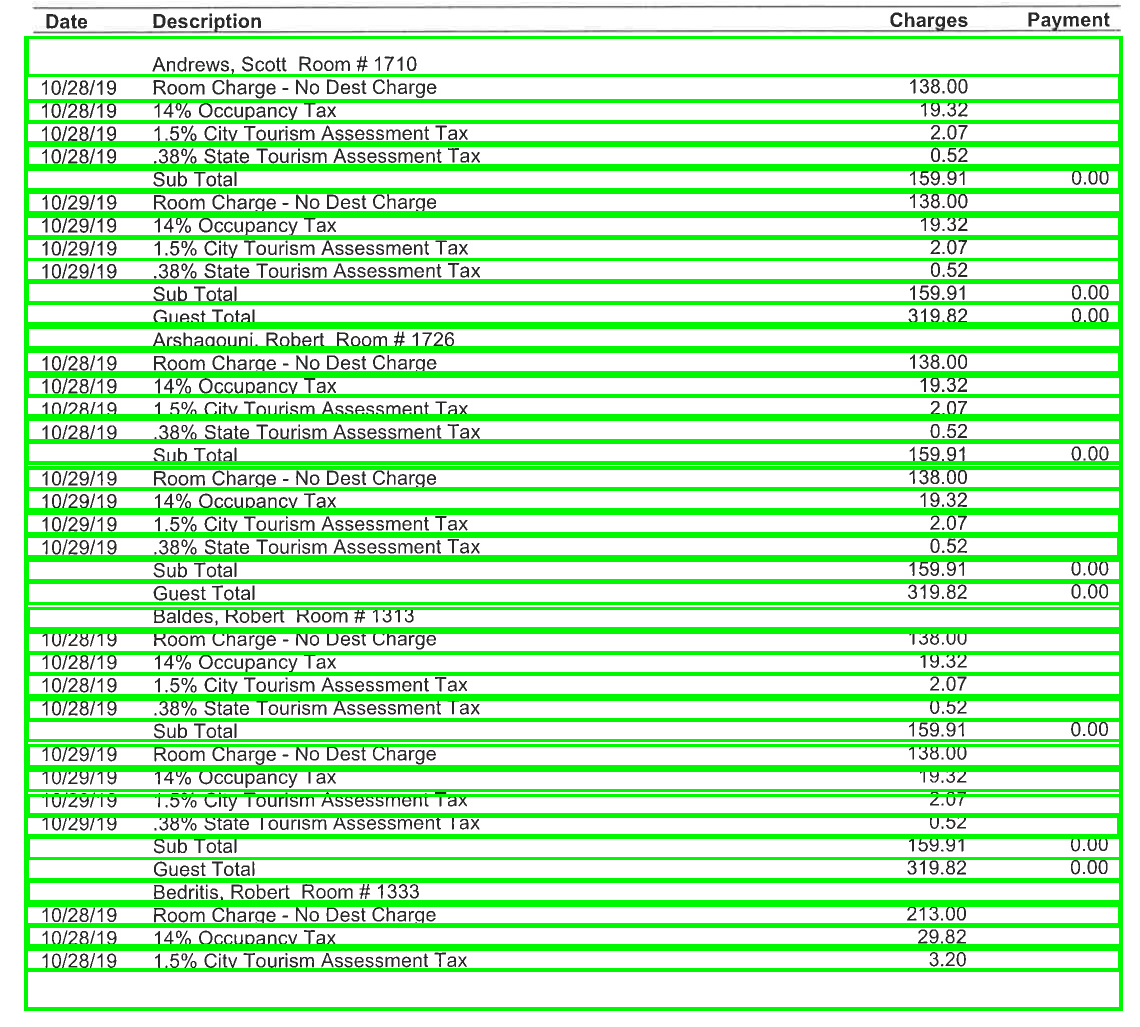 Date Description Charges Payment
Andrews, Scott Room # 1710
10/28/19 Room Charge - No Dest Charge 138.00
10/28/19 14% Occupancy Tax 19.32
10/28/19 1.5% City Tourism Assessment Tax 2.07
10/28/19 .38% State Tourism Assessment Tax 0.52
Sub Total 159.91 0.00
10/29/19 Room Charge - No Dest Charge 138.00
10/29/19 14% Occupancy Tax 19.32
10/29/19 1.5% City Tourism Assessment Tax 2.07
10/29/19 .38% State Tourism Assessment Tax 0.52
Sub Total 159.91 0.00
Guest Total 319.82 0.00
Arshagouni, Robert Room # 1726
10/28/19 Room Charge - No Dest Charge 138.00
10/28/19 14% Occupancy Tax 19.32
10/28/19 1.5% City Tourism Assessment Tax 2.07
10/28/19 .38% State Tourism Assessment Tax 0.52
Sub Total 159.91 0.00
10/29/19 Room Charge - No Dest Charge 138.00
10/29/19 14% Occupancy Tax 19.32
10/29/19 1.5% City Tourism Assessment Tax 2.07
10/29/19 .38% State Tourism Assessment Tax 0.52
Sub Total 159.91 0.00
Guest Total 319.82 0.00
Baldes, Robert Room # 1313
10/28/19 Room Charge - No Dest Charge 138.00
10/28/19 14% Occupancy Tax 19.32
10/28/19 1.5% City Tourism Assessment Tax 2.07
10/28/19 .38% State Tourism Assessment Tax 0.52
Sub Total 159.91 0.00
10/29/19 Room Charge - No Dest Charge 138.00
10/29/19 14% Occupancy Tax 19.32
10/29/19 1.5% City Tourism Assessment Tax 2.07
10/29/19 .38% State Tourism Assessment Tax 0.52
Sub Total 159.91 0.00
Guest Total 319.82 0.00
Bedritis, Robert Room # 1333
10/28/19 Room Charge - No Dest Charge 213.00
10/28/19 14% Occupancy Tax 29.82
10/28/19 1.5% City Tourism Assessment Tax 3.20